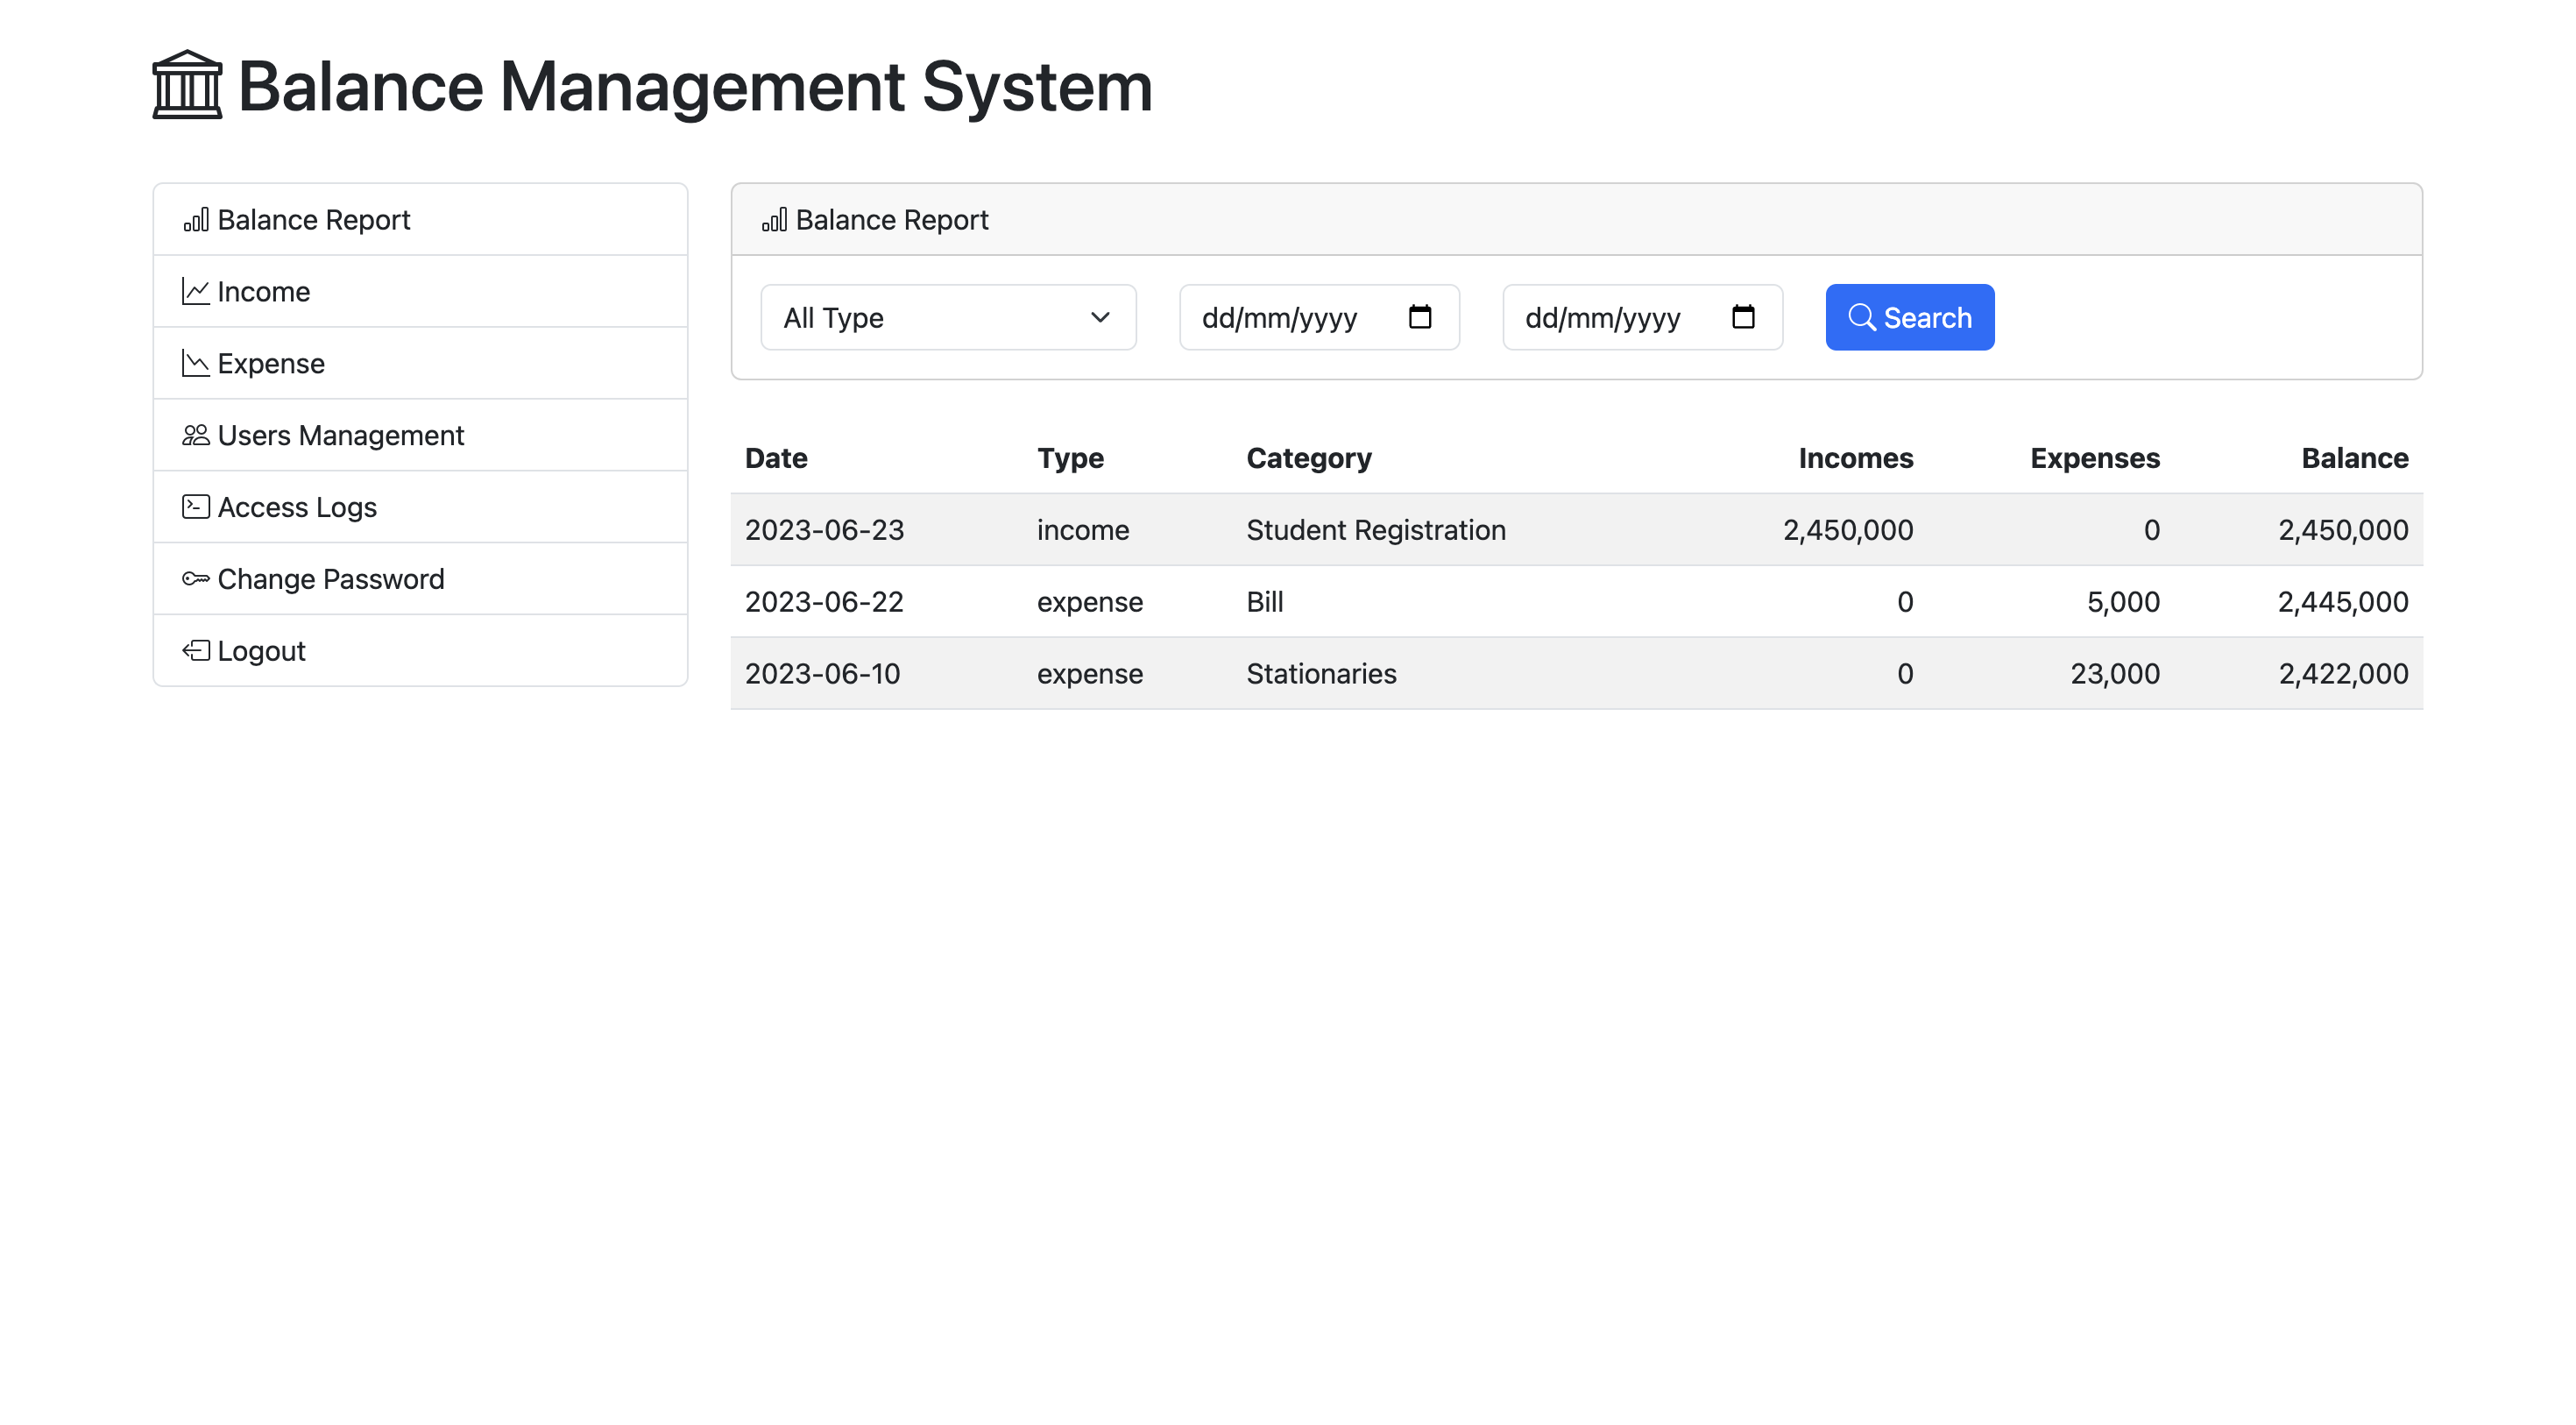 Balance Management System
Balance Report
Income
Expense
Users Management
Access Logs
Change Password
Logout
Balance Report
All Type dd/mm/yyyy dd/mm/yyyy Search
Date Type Category Incomes Expenses Balance
2023-06-23 income Student Registration 2,450,000 0 2,450,000
2023-06-22 expense Bill 0 5,000 2,445,000
2023-06-10 expense Stationaries 0 23,000 2,422,000